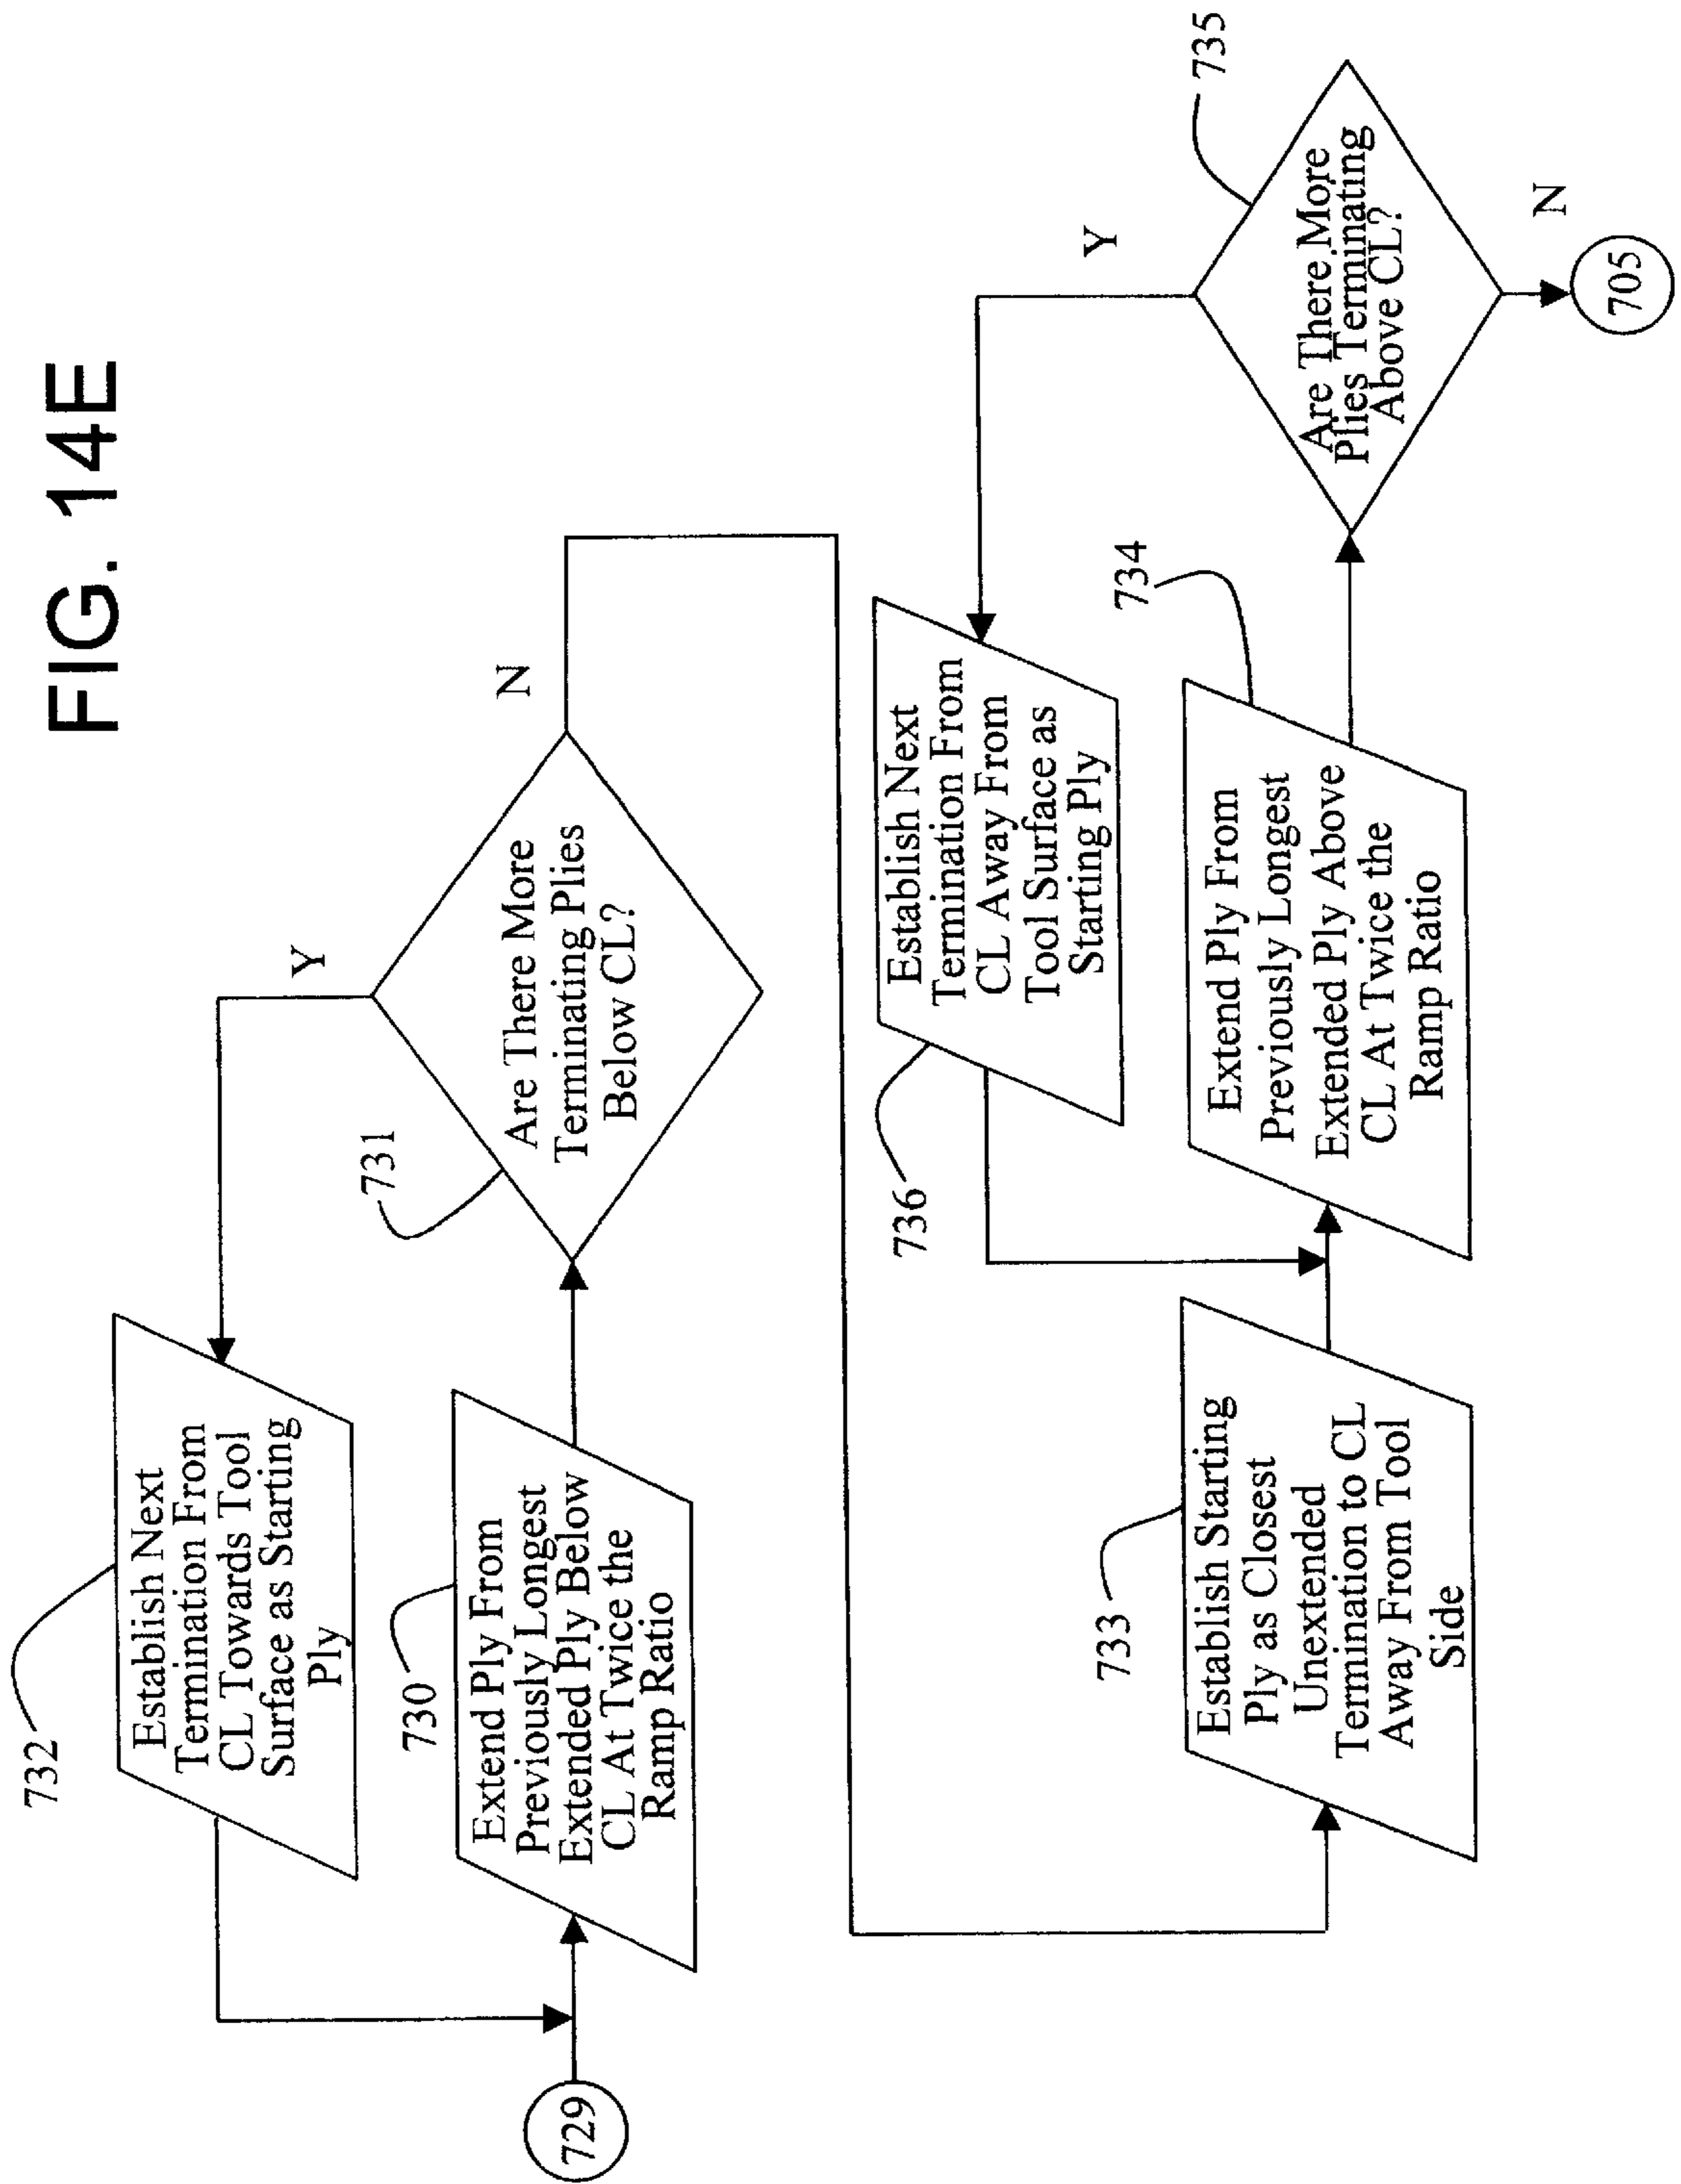 FIG. 14E
732
Establish Next
Termination From
CL Towards Tool
Surface as Starting
Ply
Y
729
730
Extend Ply From
Previously Longest
Extended Ply Below
CL At Twice the
Ramp Ratio
731
Are There More
Terminating Plies
Below CL?
N
736
Establish Next
Termination From
CL Away From
Tool Surface as
Starting Ply
Y
733
Establish Starting
Ply as Closest
Unextended
Termination to CL
Away From Tool
Side
734
Extend Ply From
Previously Longest
Extended Ply Above
CL At Twice the
Ramp Ratio
735
Are There More
Plies Terminating
Above CL?
N
705